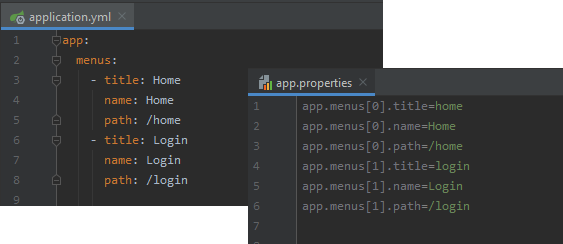 application.yml
1 app:
2   menus:
3     - title: Home
4       name: Home
5       path: /home
6     - title: Login
7       name: Login
8       path: /login
9
app.properties
1 app.menus[0].title=home
2 app.menus[0].name=Home
3 app.menus[0].path=/home
4 app.menus[1].title=login
5 app.menus[1].name=Login
6 app.menus[1].path=/login
7